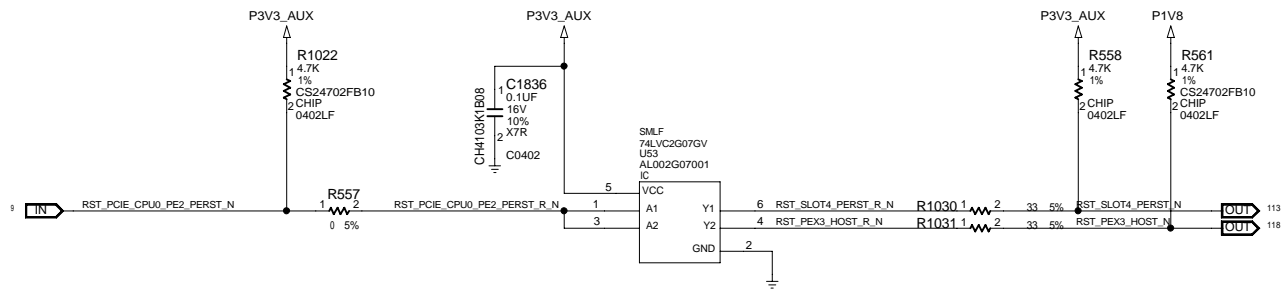 P3V3_AUX P3V3_AUX P3V3_AUX P1V8
R1022
1 4.7K
1%
CS24702FB10
2 CHIP
0402LF
CH4103K1B08
1 C1836
0.1UF
16V
10%
2 X7R
C0402
R558
1 4.7K
1%
2 CHIP
0402LF
R561
1 4.7K
1%
CS24702FB10
2 CHIP
0402LF
SMLF
74LVC2G07GV
U53
AL002G07001
IC
5 VCC
9 IN RST_PCIE_CPU0_PE2_PERST_N 1 R557 2 RST_PCIE_CPU0_PE2_PERST_R_N 1 A1 Y1 6 RST_SLOT4_PERST_R_N R1030 1 2 33 5% RST_SLOT4_PERST_N OUT 113
0 5% 3 A2 Y2 4 RST_PEX3_HOST_R_N R1031 1 2 33 5% RST_PEX3_HOST_N OUT 118
GND 2